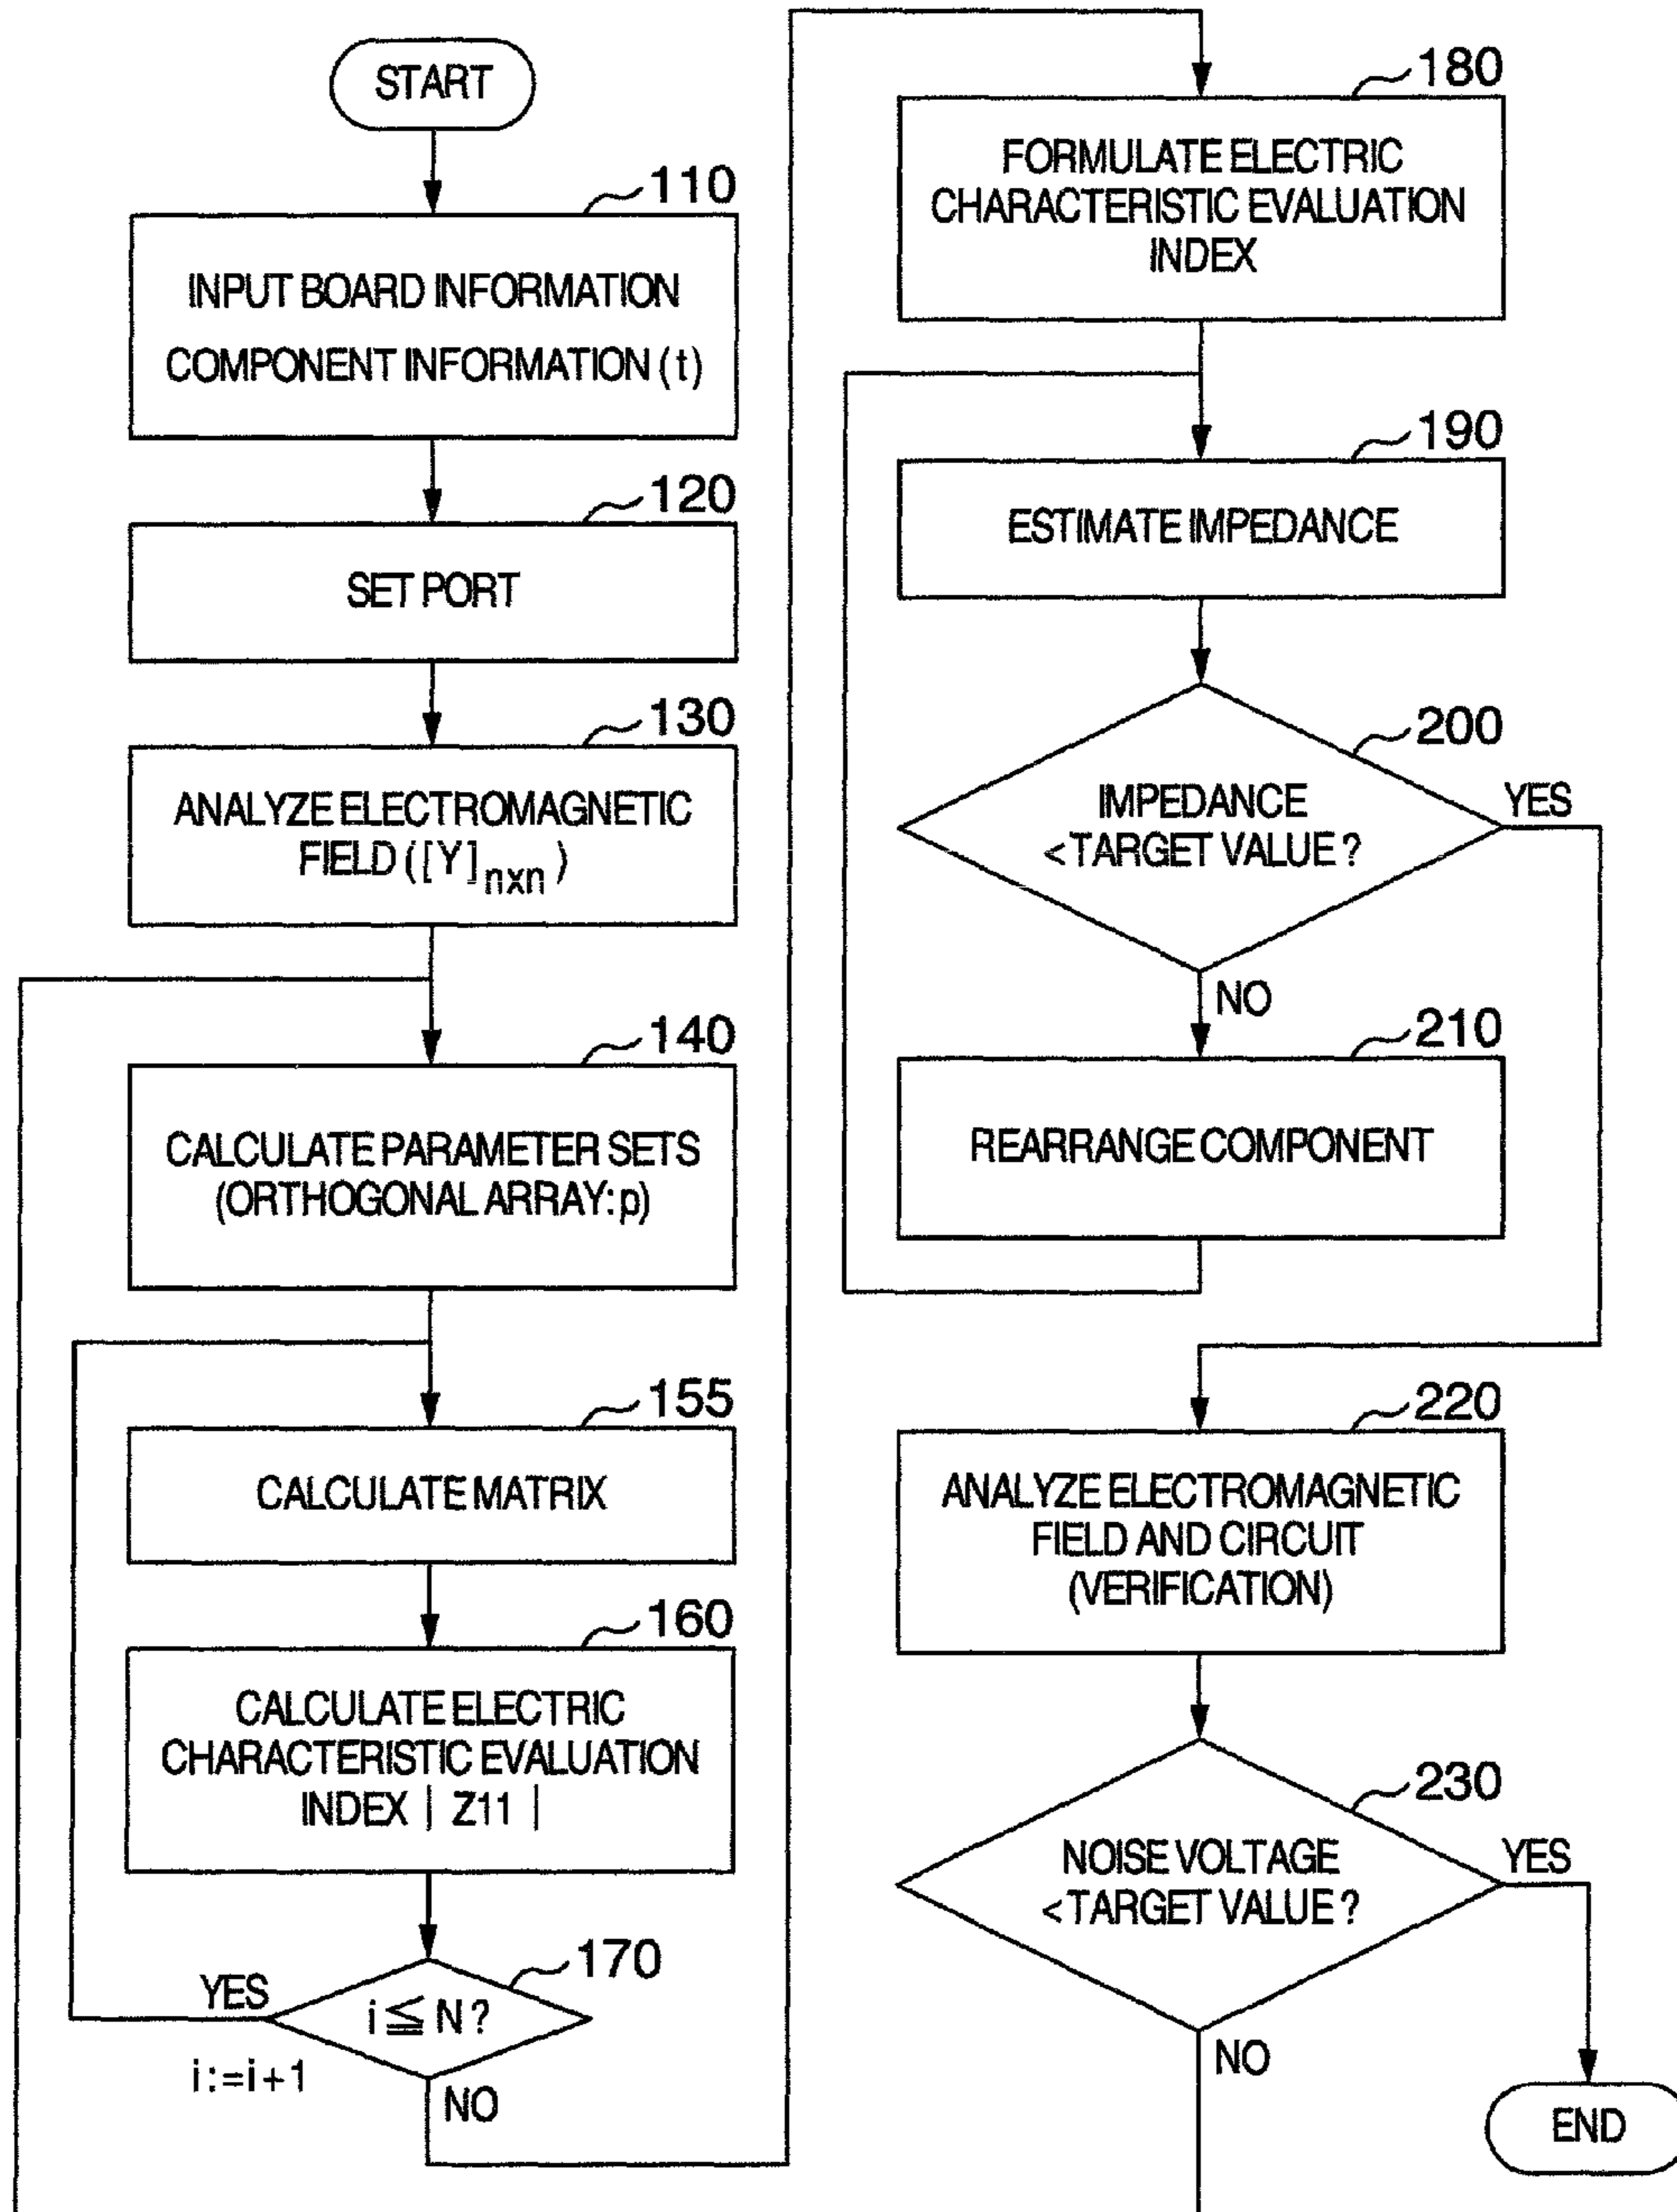 START
110
INPUT BOARD INFORMATION
COMPONENT INFORMATION (t)
120
SET PORT
130
ANALYZE ELECTROMAGNETIC
FIELD ([Y]nxn)
140
CALCULATE PARAMETER SETS
(ORTHOGONAL ARRAY: p)
155
CALCULATE MATRIX
160
CALCULATE ELECTRIC
CHARACTERISTIC EVALUATION
INDEX | Z11 |
170
YES
i ≦ N ?
i:=i+1
NO
180
FORMULATE ELECTRIC
CHARACTERISTIC EVALUATION
INDEX
190
ESTIMATE IMPEDANCE
200
IMPEDANCE
<TARGET VALUE ?
YES
NO
210
REARRANGE COMPONENT
220
ANALYZE ELECTROMAGNETIC
FIELD AND CIRCUIT
(VERIFICATION)
230
NOISE VOLTAGE
<TARGET VALUE ?
YES
NO
END